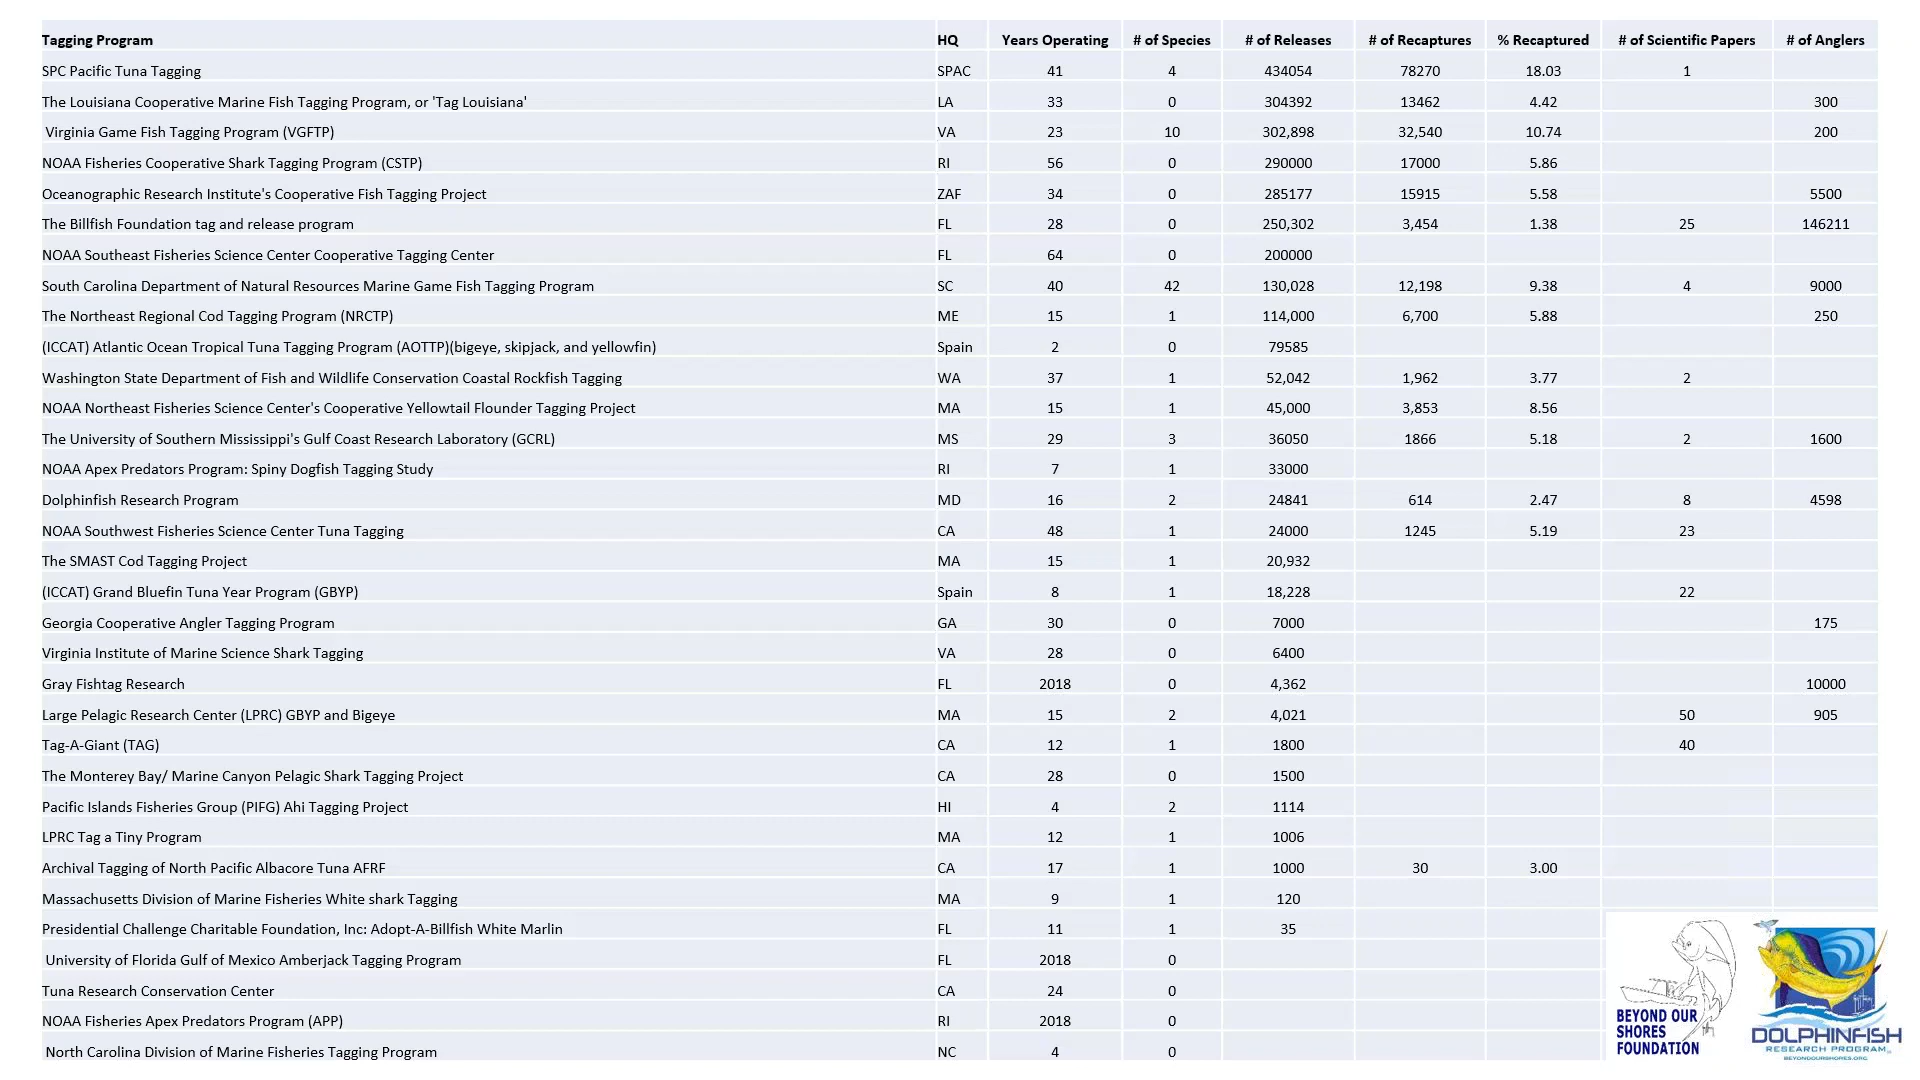 Tagging Program HQ Years Operating # of Species # of Releases # of Recaptures % Recaptured # of Scientific Papers # of Anglers
SPC Pacific Tuna Tagging SPAC 41 4 434054 78270 18.03 1
The Louisiana Cooperative Marine Fish Tagging Program, or 'Tag Louisiana' LA 33 0 304392 13462 4.42 300
Virginia Game Fish Tagging Program (VGFTP) VA 23 10 302,898 32,540 10.74 200
NOAA Fisheries Cooperative Shark Tagging Program (CSTP) RI 56 0 290000 17000 5.86
Oceanographic Research Institute's Cooperative Fish Tagging Project ZAF 34 0 285177 15915 5.58 5500
The Billfish Foundation tag and release program FL 28 0 250,302 3,454 1.38 25 146211
NOAA Southeast Fisheries Science Center Cooperative Tagging Center FL 64 0 200000
South Carolina Department of Natural Resources Marine Game Fish Tagging Program SC 40 42 130,028 12,198 9.38 4 9000
The Northeast Regional Cod Tagging Program (NRCTP) ME 15 1 114,000 6,700 5.88 250
(ICCAT) Atlantic Ocean Tropical Tuna Tagging Program (AOTTP)(bigeye, skipjack, and yellowfin) Spain 2 0 79585
Washington State Department of Fish and Wildlife Conservation Coastal Rockfish Tagging WA 37 1 52,042 1,962 3.77 2
NOAA Northeast Fisheries Science Center's Cooperative Yellowtail Flounder Tagging Project MA 15 1 45,000 3,853 8.56
The University of Southern Mississippi's Gulf Coast Research Laboratory (GCRL) MS 29 3 36050 1866 5.18 2 1600
NOAA Apex Predators Program: Spiny Dogfish Tagging Study RI 7 1 33000
Dolphinfish Research Program MD 16 2 24841 614 2.47 8 4598
NOAA Southwest Fisheries Science Center Tuna Tagging CA 48 1 24000 1245 5.19 23
The SMAST Cod Tagging Project MA 15 1 20,932
(ICCAT) Grand Bluefin Tuna Year Program (GBYP) Spain 8 1 18,228 22
Georgia Cooperative Angler Tagging Program GA 30 0 7000 175
Virginia Institute of Marine Science Shark Tagging VA 28 0 6400
Gray Fishtag Research FL 2018 0 4,362 10000
Large Pelagic Research Center (LPRC) GBYP and Bigeye MA 15 2 4,021 50 905
Tag-A-Giant (TAG) CA 12 1 1800 40
The Monterey Bay/ Marine Canyon Pelagic Shark Tagging Project CA 28 0 1500
Pacific Islands Fisheries Group (PIFG) Ahi Tagging Project HI 4 2 1114
LPRC Tag a Tiny Program MA 12 1 1006
Archival Tagging of North Pacific Albacore Tuna AFRF CA 17 1 1000 30 3.00
Massachusetts Division of Marine Fisheries White shark Tagging MA 9 1 120
Presidential Challenge Charitable Foundation, Inc: Adopt-A-Billfish White Marlin FL 11 1 35
University of Florida Gulf of Mexico Amberjack Tagging Program FL 2018 0
Tuna Research Conservation Center CA 24 0
NOAA Fisheries Apex Predators Program (APP) RI 2018 0
North Carolina Division of Marine Fisheries Tagging Program NC 4 0
BEYOND OUR
SHORES
FOUNDATION
DOLPHINFISH
RESEARCH PROGRAM
BEYONDOURSHORES.ORG